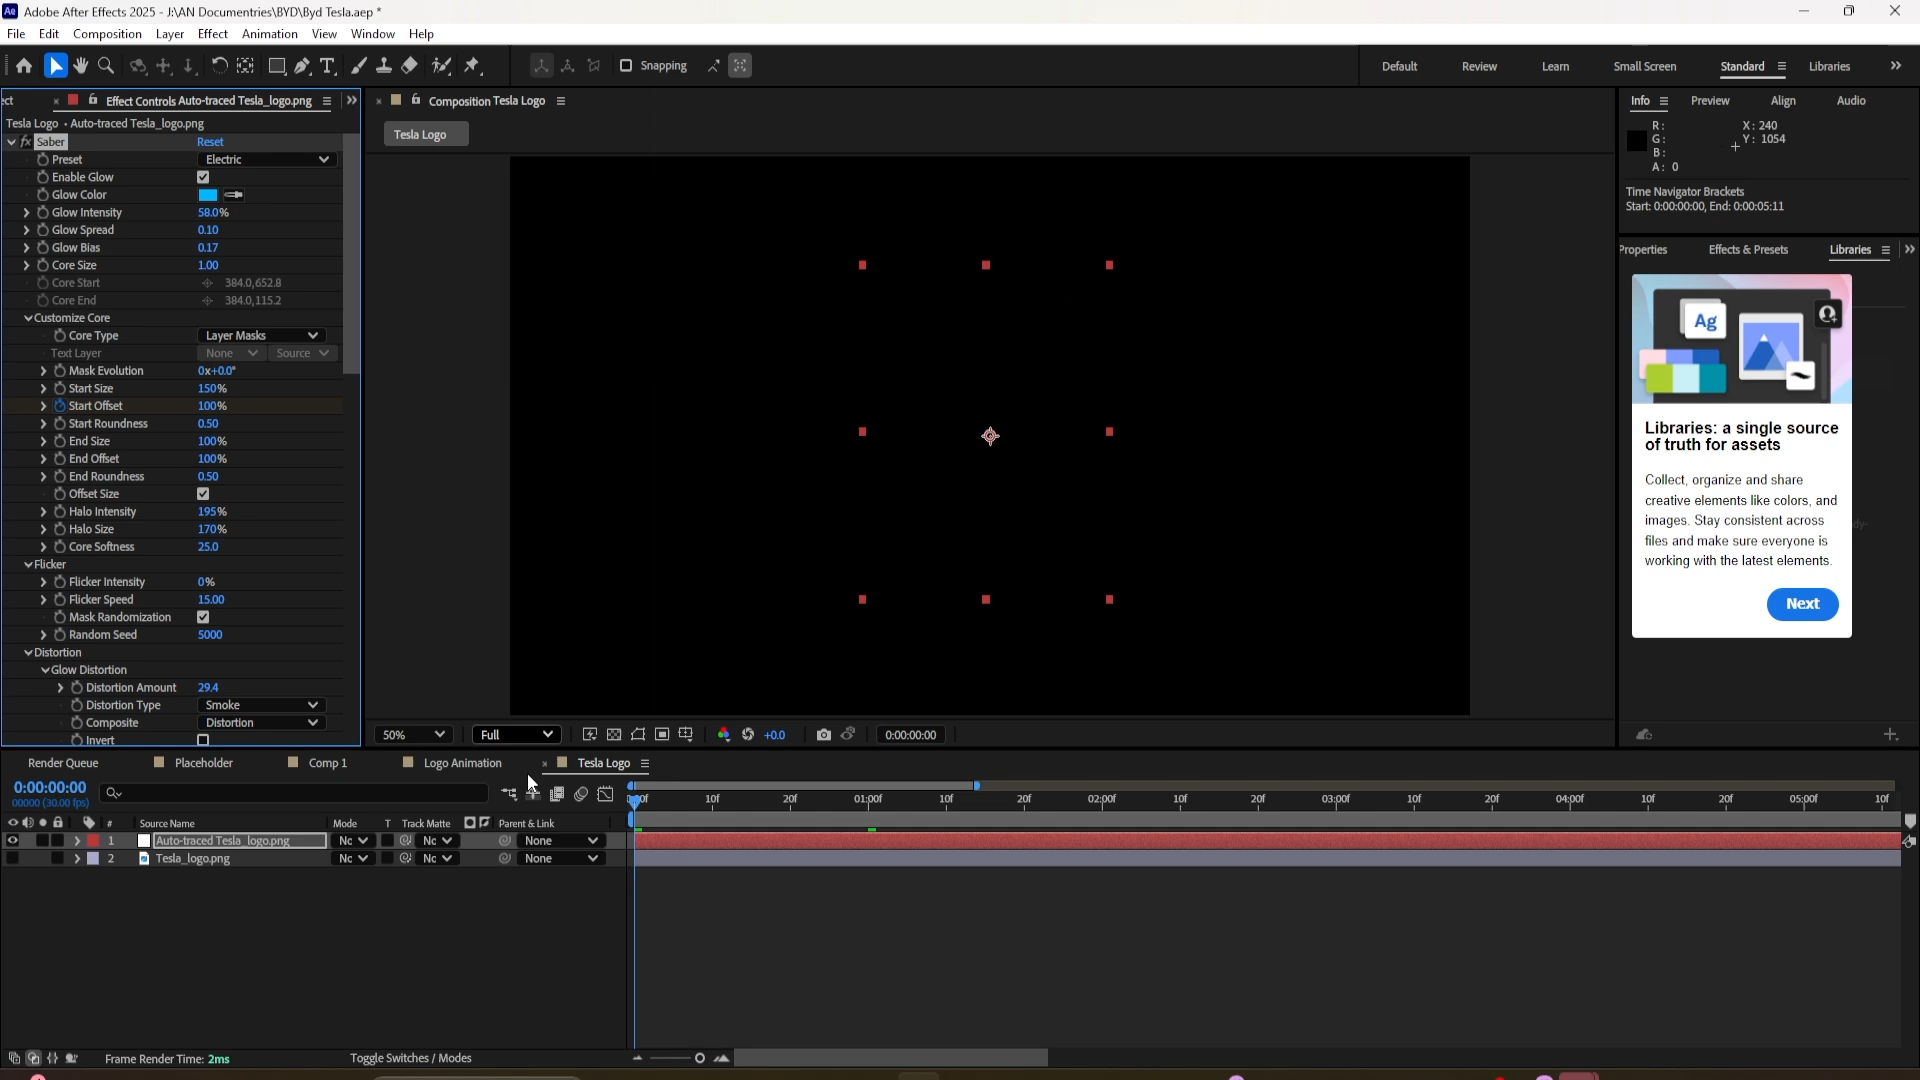 Ae Adobe After Effects 2025 - J:\AN Documentries\BYD\Byd Tesla.aep *
File Edit Composition Layer Effect Animation View Window Help
Snapping Default Review Learn Small Screen Standard Libraries
ect Effect Controls Auto-traced Tesla_logo.png
Tesla Logo • Auto-traced Tesla_logo.png
fx Saber Reset
Preset Electric
Enable Glow
Glow Color
Glow Intensity 58.0%
Glow Spread 0.10
Glow Bias 0.17
Core Size 1.00
Core Start 384.0,652.8
Core End 384.0,115.2
Customize Core
Core Type Layer Masks
Text Layer None Source
Mask Evolution 0x+0.0°
Start Size 150%
Start Offset 100%
Start Roundness 0.50
End Size 100%
End Offset 100%
End Roundness 0.50
Offset Size
Halo Intensity 195%
Halo Size 170%
Core Softness 25.0
Flicker
Flicker Intensity 0%
Flicker Speed 15.00
Mask Randomization
Random Seed 5000
Distortion
Glow Distortion
Distortion Amount 29.4
Distortion Type Smoke
Composite Distortion
Invert
Composition Tesla Logo
Tesla Logo
50% Full +0.0 0:00:00:00
Info Preview Align Audio
R: X: 240
G: Y: 1054
B:
A: 0
Time Navigator Brackets
Start: 0:00:00:00, End: 0:00:05:11
Properties Effects & Presets Libraries
Ag
Libraries: a single source
of truth for assets
Collect, organize and share
creative elements like colors, and
images. Stay consistent across
files and make sure everyone is
working with the latest elements.
dy-
Next
Render Queue Placeholder Comp 1 Logo Animation Tesla Logo
0:00:00:00
00000 (30.00 fps)
10f 20f 01:00f 10f 20f 02:00f 10f 20f 03:00f 10f 20f 04:00f 10f 20f 05:00f 10f
# Source Name Mode T Track Matte Parent & Link
1 Auto-traced Tesla_logo.png Nc Nc None
2 Tesla_logo.png Nc Nc None
Frame Render Time: 2ms Toggle Switches / Modes